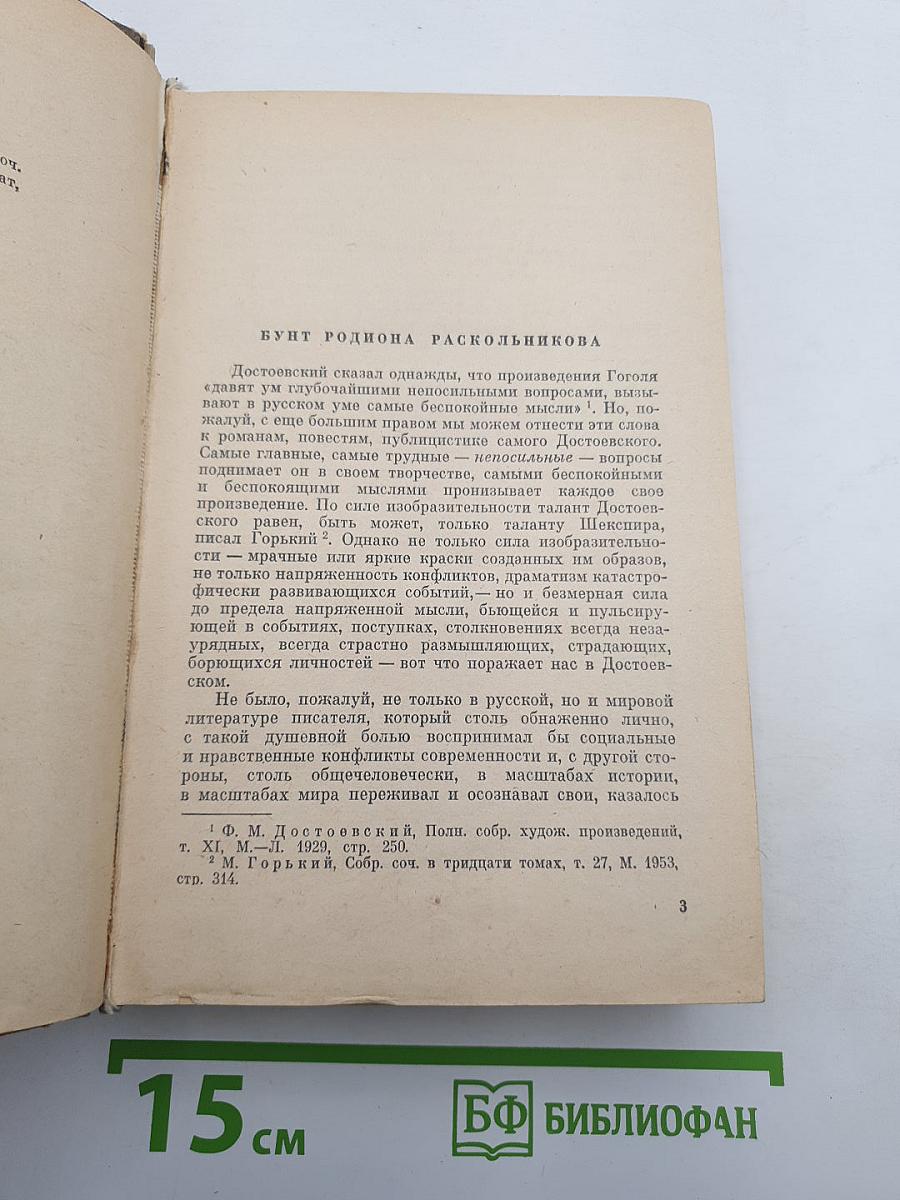 оч.
ат,
БУНТ РОДИОНА РАСКОЛЬНИКОВА
Достоевский сказал однажды, что произведения Гоголя
«давят ум глубочайшими непосильными вопросами, вызы-
вают в русском уме самые беспокойные мысли» ¹. Но, по-
жалуй, с еще большим правом мы можем отнести эти слова
к романам, повестям, публицистике самого Достоевского.
Самые главные, самые трудные — непосильные — вопросы
поднимает он в своем творчестве, самыми беспокойными
и беспокоящими мыслями пронизывает каждое свое
произведение. По силе изобразительности талант Достоев-
ского равен, быть может, только таланту Шекспира,
писал Горький ². Однако не только сила изобразительно-
сти — мрачные или яркие краски созданных им образов,
не только напряженность конфликтов, драматизм катастро-
фически развивающихся событий,— но и безмерная сила
до предела напряженной мысли, бьющейся и пульсиру-
ющей в событиях, поступках, столкновениях всегда неза-
урядных, всегда страстно размышляющих, страдающих,
борющихся личностей — вот что поражает нас в Достоев-
ском.
Не было, пожалуй, не только в русской, но и мировой
литературе писателя, который столь обнаженно лично,
с такой душевной болью воспринимал бы социальные
и нравственные конфликты современности и, с другой сто-
роны, столь общечеловечески, в масштабах истории,
в масштабах мира переживал и осознавал свои, казалось
¹ Ф. М. Достоевский, Полн. собр. худож. произведений,
т. XI, М.—Л. 1929, стр. 250.
² М. Горький, Собр. соч. в тридцати томах, т. 27, М. 1953,
стр. 314.
3
15 см
БФ БИБЛИОФАН